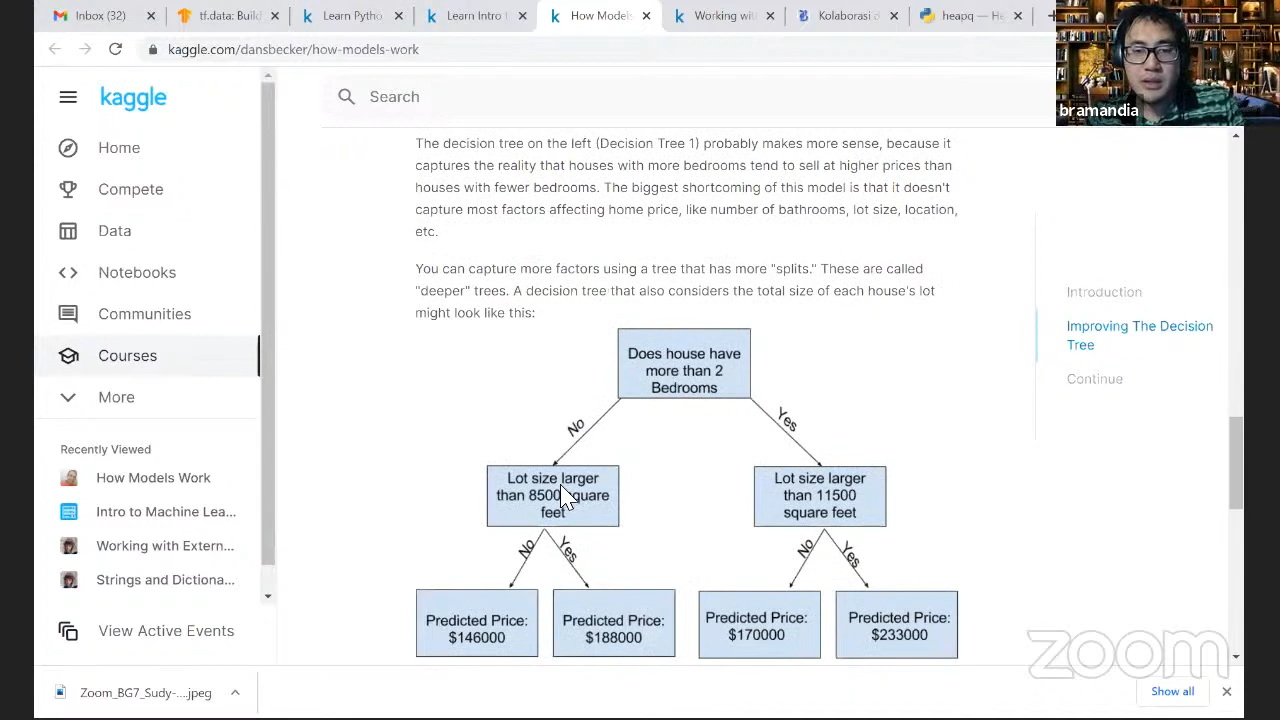 Inbox (32)
tf.data: Build
Learn
Learn Intro
How Models
Working with
Kolaboras
kaggle.com/dansbecker/how-models-work
bramandia
kaggle
Search
Home
Compete
Data
Notebooks
Communities
Courses
More
Recently Viewed
How Models Work
Intro to Machine Lea...
Working with Extern...
Strings and Dictiona...
View Active Events
The decision tree on the left (Decision Tree 1) probably makes more sense, because it
captures the reality that houses with more bedrooms tend to sell at higher prices than
houses with fewer bedrooms. The biggest shortcoming of this model is that it doesn't
capture most factors affecting home price, like number of bathrooms, lot size, location,
etc.
You can capture more factors using a tree that has more "splits." These are called
"deeper" trees. A decision tree that also considers the total size of each house's lot
might look like this:
Does house have
more than 2
Bedrooms
No
Yes
Lot size larger
than 8500 square
feet
Lot size larger
than 11500
square feet
No
Yes
No
Yes
Predicted Price:
$146000
Predicted Price:
$188000
Predicted Price:
$170000
Predicted Price:
$233000
Introduction
Improving The Decision
Tree
Continue
zoom
Zoom_BG7_Sudy-....jpeg
Show all